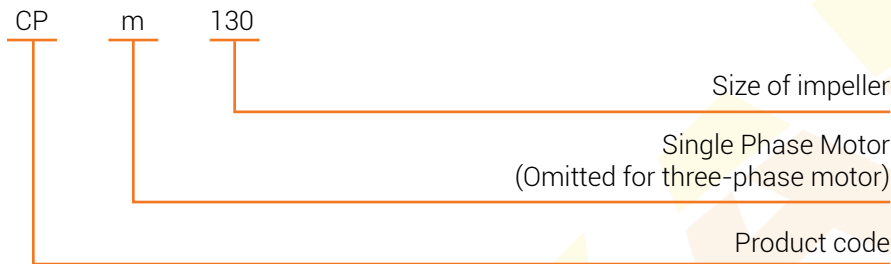 CP m 130
Size of impeller
Single Phase Motor
(Omitted for three-phase motor)
Product code